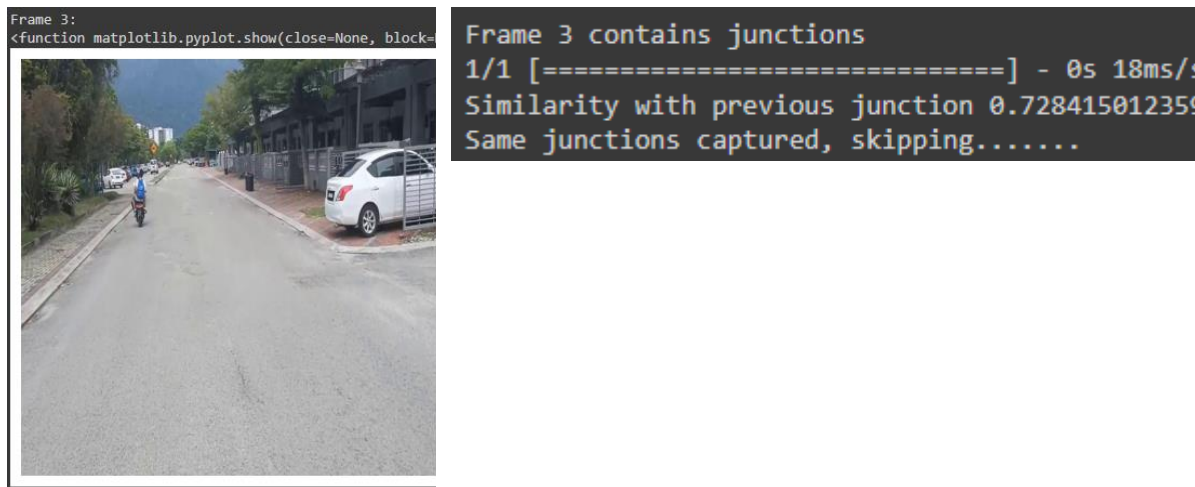 Frame 3:
<function matplotlib.pyplot.show(close=None, block=
Frame 3 contains junctions
1/1 [==============================] - 0s 18ms/s
Similarity with previous junction 0.728415012359
Same junctions captured, skipping.......